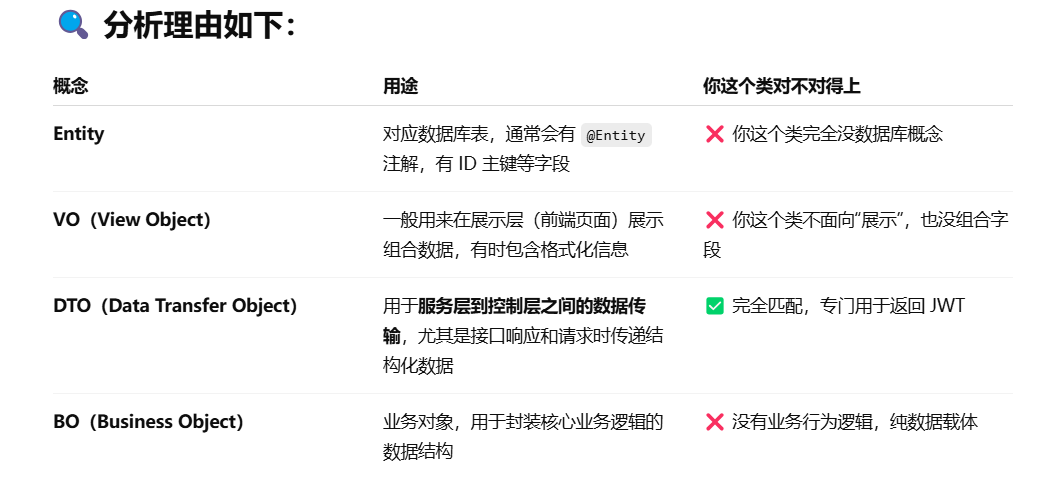 🔍 分析理由如下：
概念 用途 你这个类对不对得上
Entity 对应数据库表，通常会有 @Entity ❌ 你这个类完全没数据库概念
注解，有 ID 主键等字段
VO（View Object） 一般用来在展示层（前端页面）展示 ❌ 你这个类不面向“展示”，也没组合字
组合数据，有时包含格式化信息 段
DTO（Data Transfer Object） 用于服务层到控制层之间的数据传 ✅ 完全匹配，专门用于返回 JWT
输，尤其是接口响应和请求时传递结
构化数据
BO（Business Object） 业务对象，用于封装核心业务逻辑的 ❌ 没有业务行为逻辑，纯数据载体
数据结构